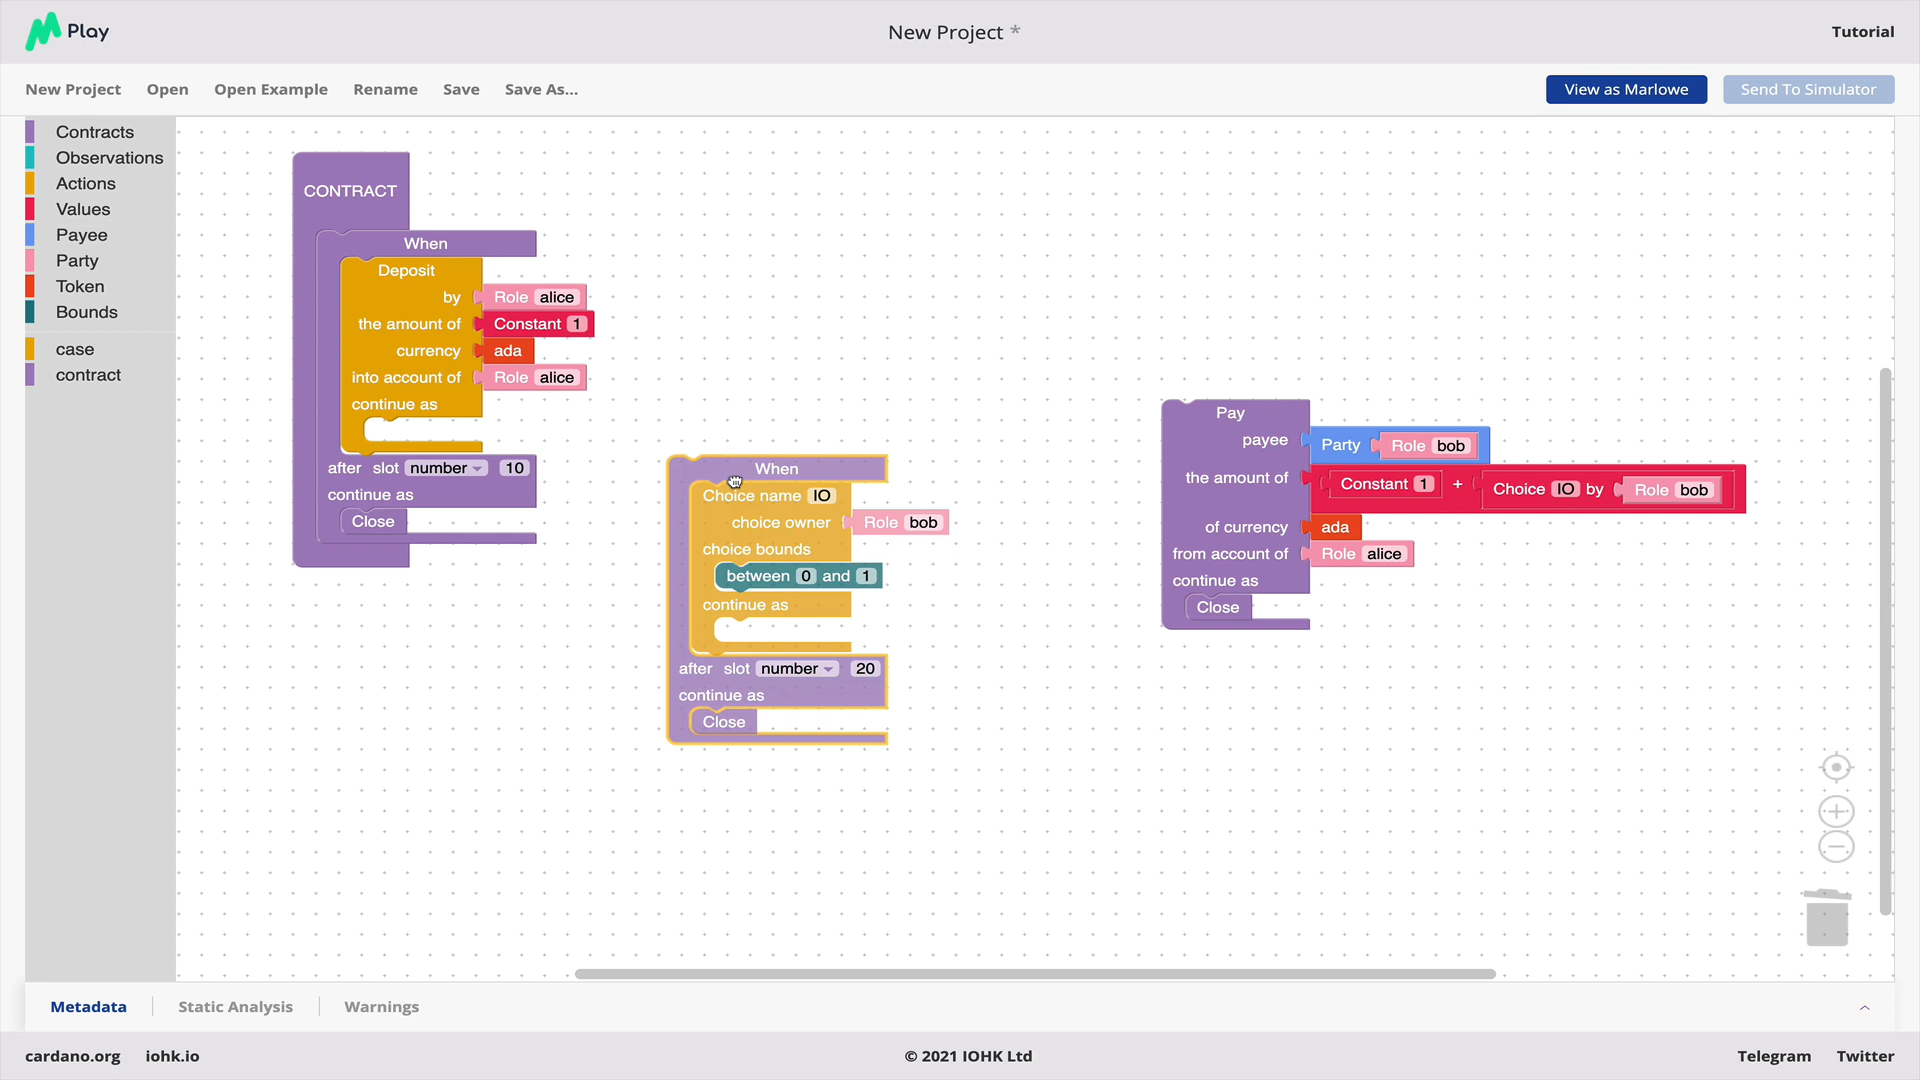 Play
New Project *
Tutorial
New Project
Open
Open Example
Rename
Save
Save As...
View as Marlowe
Send To Simulator
Contracts
Observations
Actions
Values
Payee
Party
Token
Bounds
case
contract
CONTRACT
When
Deposit
by Role alice
the amount of Constant 1
currency ada
into account of Role alice
continue as
after slot number 10
continue as
Close
When
Choice name IO
choice owner Role bob
choice bounds
between 0 and 1
continue as
after slot number 20
continue as
Close
Pay
payee Party Role bob
the amount of Constant 1 + Choice IO by Role bob
of currency ada
from account of Role alice
continue as
Close
Metadata
Static Analysis
Warnings
cardano.org
iohk.io
© 2021 IOHK Ltd
Telegram
Twitter